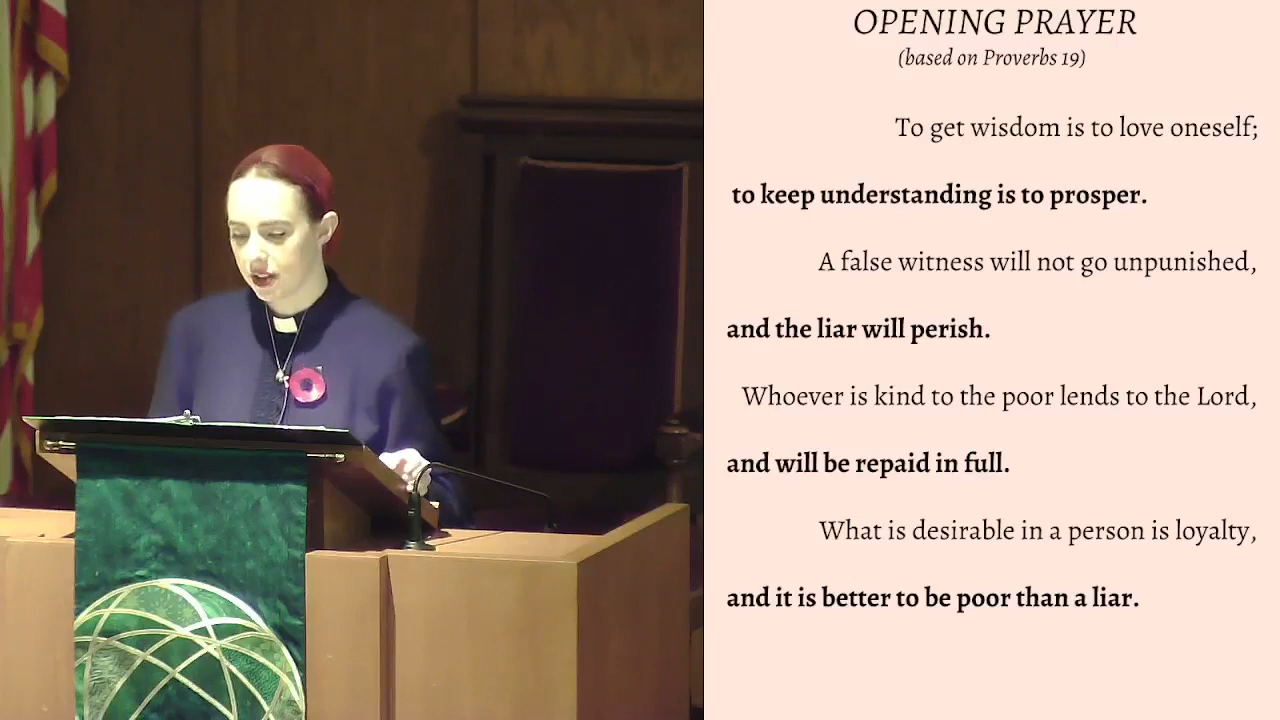 OPENING PRAYER
(based on Proverbs 19)
To get wisdom is to love oneself;
to keep understanding is to prosper.
A false witness will not go unpunished,
and the liar will perish.
Whoever is kind to the poor lends to the Lord,
and will be repaid in full.
What is desirable in a person is loyalty,
and it is better to be poor than a liar.